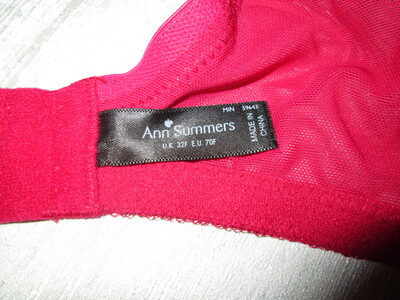 Ann Summers
U.K. 32F E.U. 70F
MIN 59643
MADE IN
CHINA